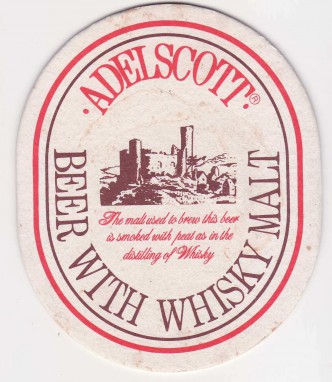 ·ADELSCOTT·®
The malt used to brew this beer
is smoked with peat as in the
distilling of Whisky
BEER WITH WHISKY MALT